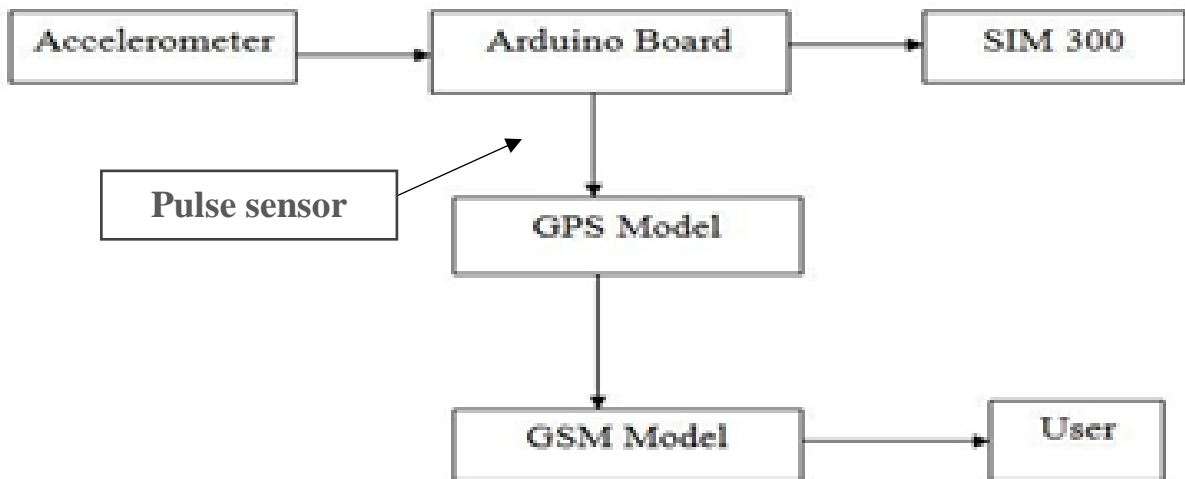 Accelerometer
Arduino Board
SIM 300
Pulse sensor
GPS Model
GSM Model
User